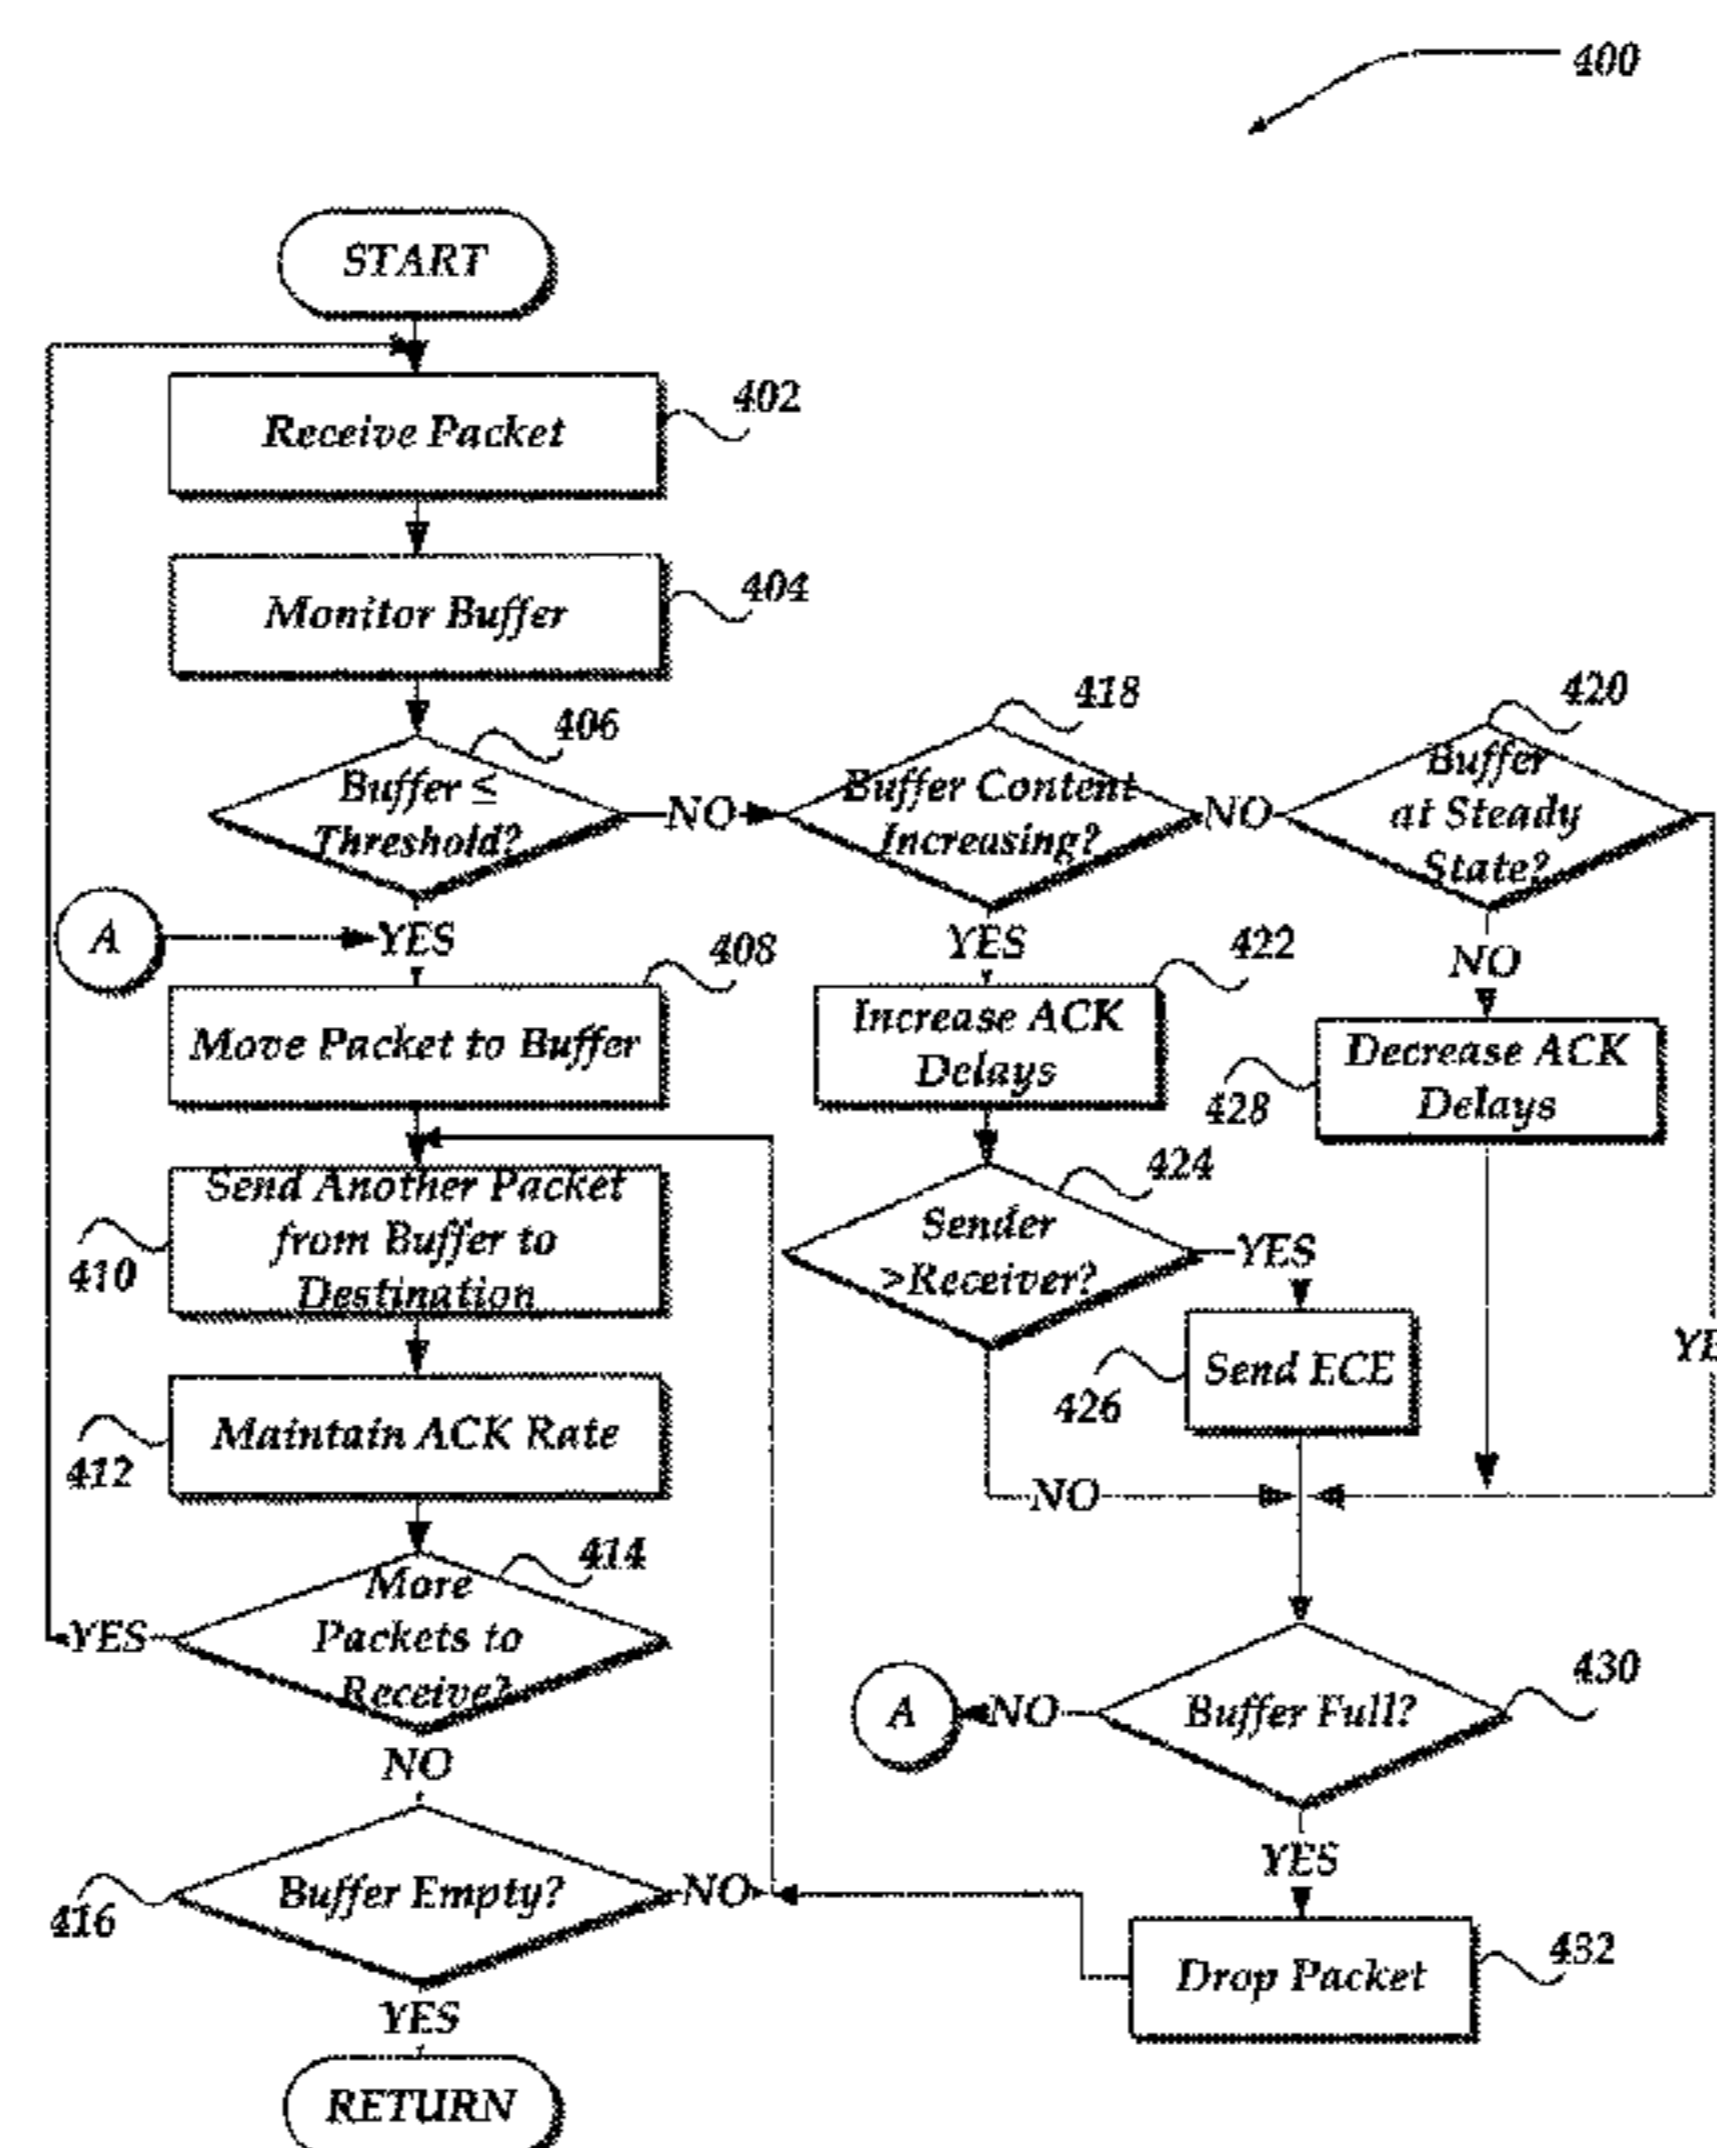 400
START
Receive Packet
402
Monitor Buffer
404
406
Buffer ≤
Threshold?
NO
418
Buffer Content
Increasing?
NO
420
Buffer
at Steady
State?
A
YES
408
Move Packet to Buffer
YES
422
Increase ACK
Delays
NO
Decrease ACK
Delays
428
Send Another Packet
from Buffer to
Destination
410
424
Sender
>Receiver?
YES
Send ECE
426
NO
Maintain ACK Rate
412
414
More
Packets to
Receive?
YES
NO
A
NO
Buffer Full?
430
YES
Buffer Empty?
416
NO
Drop Packet
432
YES
RETURN